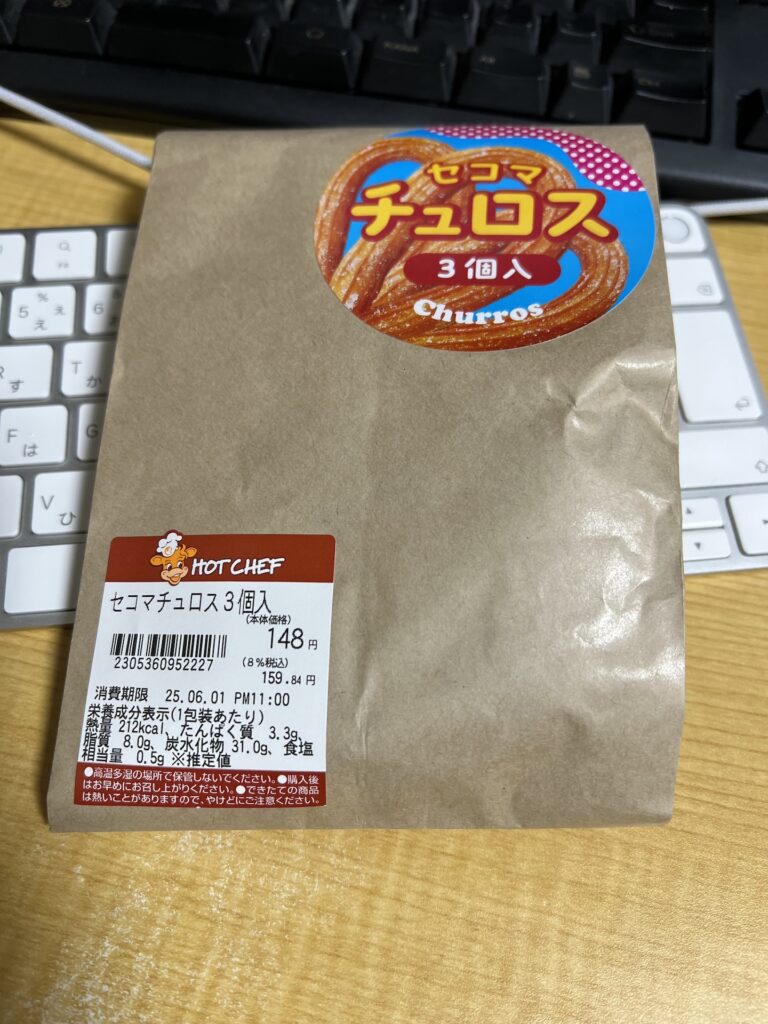 セコマ
チュロス
3個入
Churros
HOT CHEF
セコマチュロス3個入
(本体価格)
148円
2305360952227
(8%税込)
159.84円
消費期限 25.06.01 PM11:00
栄養成分表示(1包装あたり)
熱量 212kcal、たんぱく質 3.3g、
脂質 8.0g、炭水化物 31.0g、食塩
相当量 0.5g ※推定値
●高温多湿の場所で保管しないでください。●購入後
はお早めにお召し上がりください。●できたての商品
は熱いことがありますので、やけどにご注意ください。
5 % ぇ え
6
す
T か
F は
G
V ひ